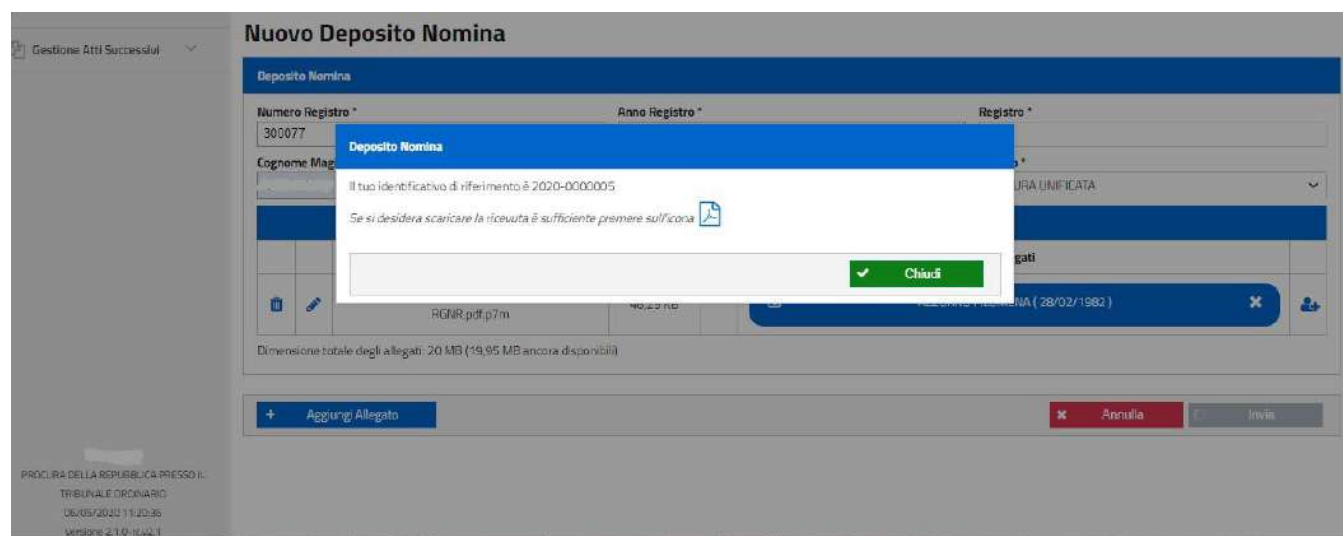 Gestione Atti Successivi
Nuovo Deposito Nomina
Deposito Nomina
Numero Registro *
Anno Registro *
Registro *
300077
Cognome Mag
URA UNIFICATA
Deposito Nomina
Il tuo identificativo di riferimento è 2020-0000005
Se si desidera scaricare la ricevuta è sufficiente premere sull'icona
Chiudi
gati
RGNR.pdf.p7m
( 28/02/1982 )
Dimensione totale degli allegati: 20 MB (19,95 MB ancora disponibili)
+ Aggiungi Allegato
Annulla
Invia
PROCURA DELLA REPUBBLICA PRESSO IL
TRIBUNALE ORDINARIO
06/05/2020 11:20:36